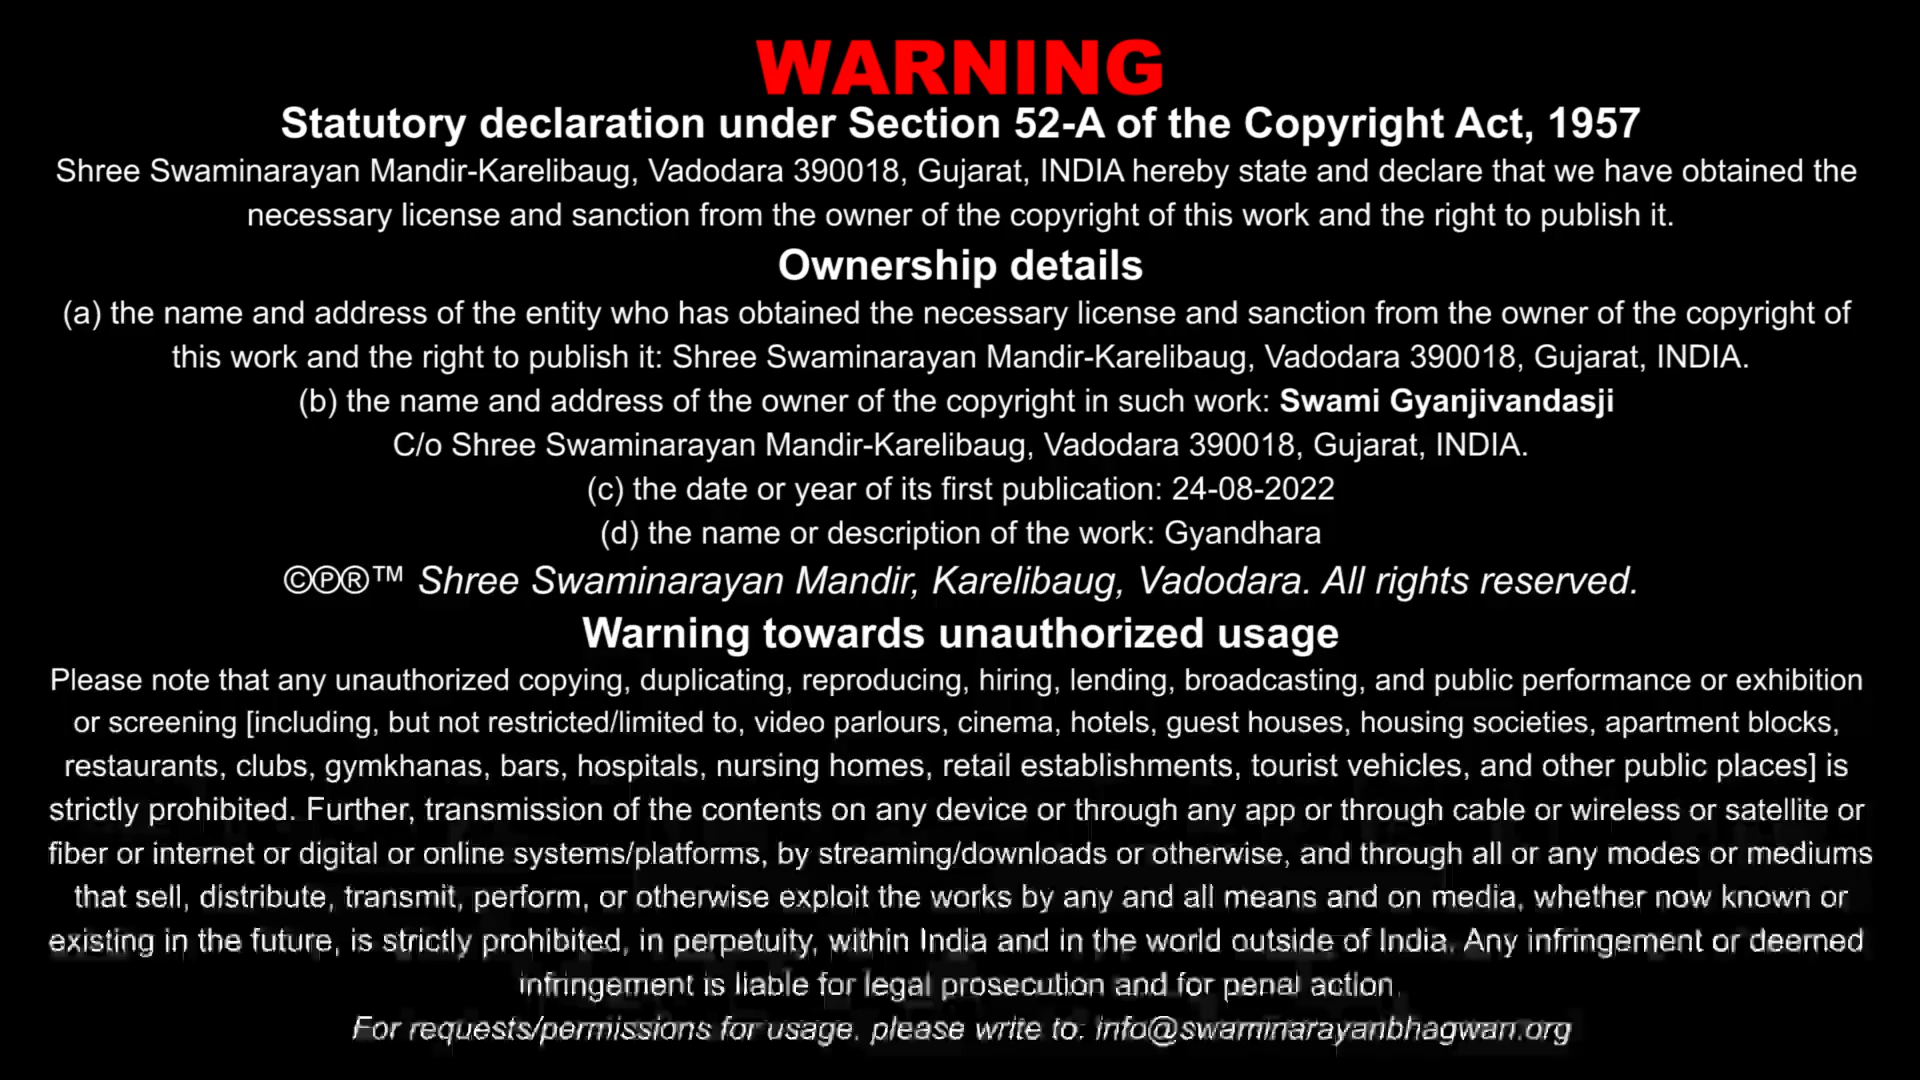 WARNING
Statutory declaration under Section 52-A of the Copyright Act, 1957
Shree Swaminarayan Mandir-Karelibaug, Vadodara 390018, Gujarat, INDIA hereby state and declare that we have obtained the
necessary license and sanction from the owner of the copyright of this work and the right to publish it.
Ownership details
(a) the name and address of the entity who has obtained the necessary license and sanction from the owner of the copyright of
this work and the right to publish it: Shree Swaminarayan Mandir-Karelibaug, Vadodara 390018, Gujarat, INDIA.
(b) the name and address of the owner of the copyright in such work: Swami Gyanjivandasji
C/o Shree Swaminarayan Mandir-Karelibaug, Vadodara 390018, Gujarat, INDIA.
(c) the date or year of its first publication: 24-08-2022
(d) the name or description of the work: Gyandhara
©℗®™ Shree Swaminarayan Mandir, Karelibaug, Vadodara. All rights reserved.
Warning towards unauthorized usage
Please note that any unauthorized copying, duplicating, reproducing, hiring, lending, broadcasting, and public performance or exhibition
or screening [including, but not restricted/limited to, video parlours, cinema, hotels, guest houses, housing societies, apartment blocks,
restaurants, clubs, gymkhanas, bars, hospitals, nursing homes, retail establishments, tourist vehicles, and other public places] is
strictly prohibited. Further, transmission of the contents on any device or through any app or through cable or wireless or satellite or
fiber or internet or digital or online systems/platforms, by streaming/downloads or otherwise, and through all or any modes or mediums
that sell, distribute, transmit, perform, or otherwise exploit the works by any and all means and on media, whether now known or
existing in the future, is strictly prohibited, in perpetuity, within India and in the world outside of India. Any infringement or deemed
infringement is liable for legal prosecution and for penal action.
For requests/permissions for usage, please write to: info@swaminarayanbhagwan.org